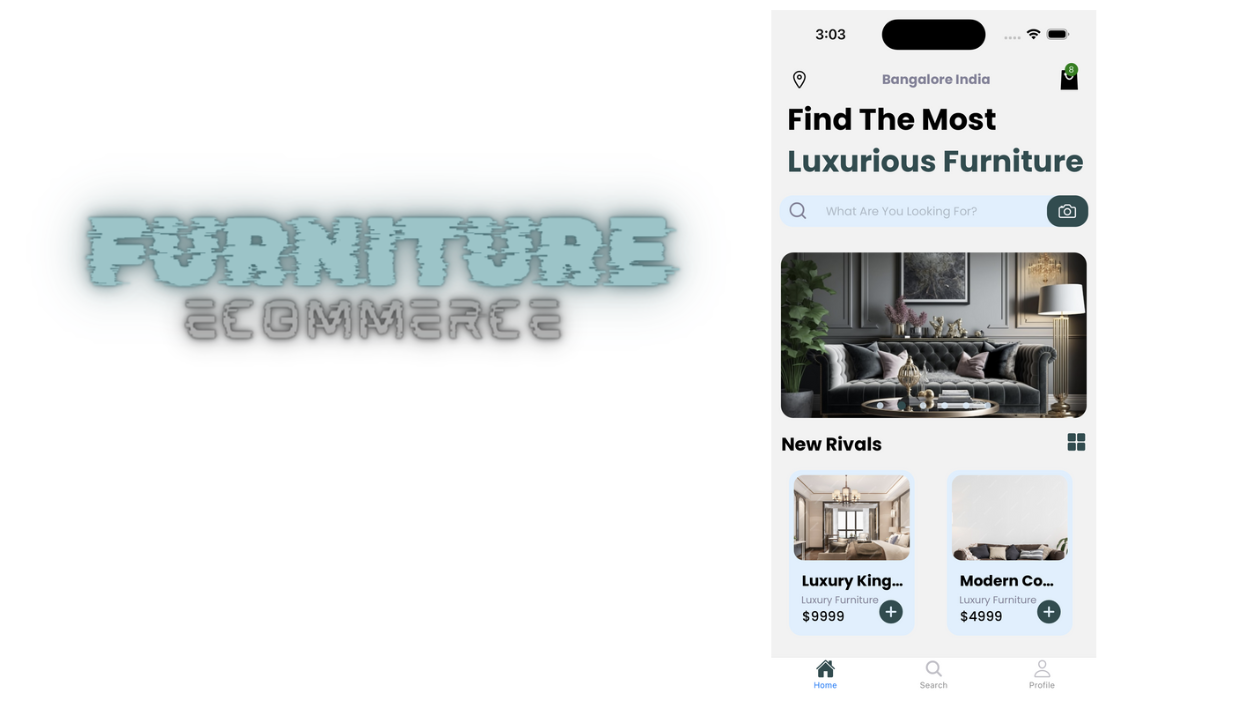 FURNITURE
ECOMMERCE
3:03
Bangalore India
8
Find The Most
Luxurious Furniture
What Are You Looking For?
New Rivals
Luxury King...
Luxury Furniture
$9999
Modern Co...
Luxury Furniture
$4999
Home
Search
Profile